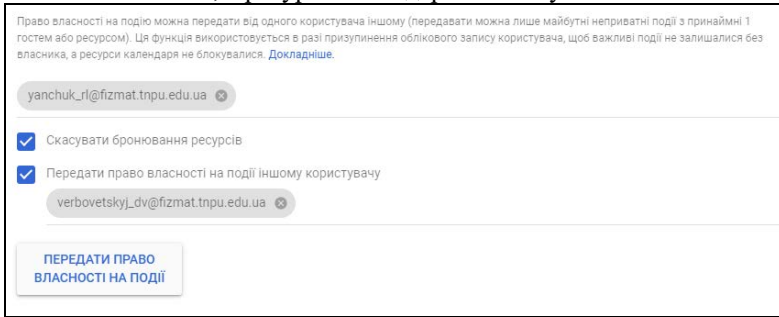 Право власності на подію можна передати від одного користувача іншому (передавати можна лише майбутні неприватні події з принаймні 1
гостем або ресурсом). Ця функція використовується в разі призупинення облікового запису користувача, щоб важливі події не залишалися без
власника, а ресурси календаря не блокувалися. Докладніше.
yanchuk_rl@fizmat.tnpu.edu.ua
Скасувати бронювання ресурсів
Передати право власності на події іншому користувачу
verbovetskyj_dv@fizmat.tnpu.edu.ua
ПЕРЕДАТИ ПРАВО
ВЛАСНОСТІ НА ПОДІЇ